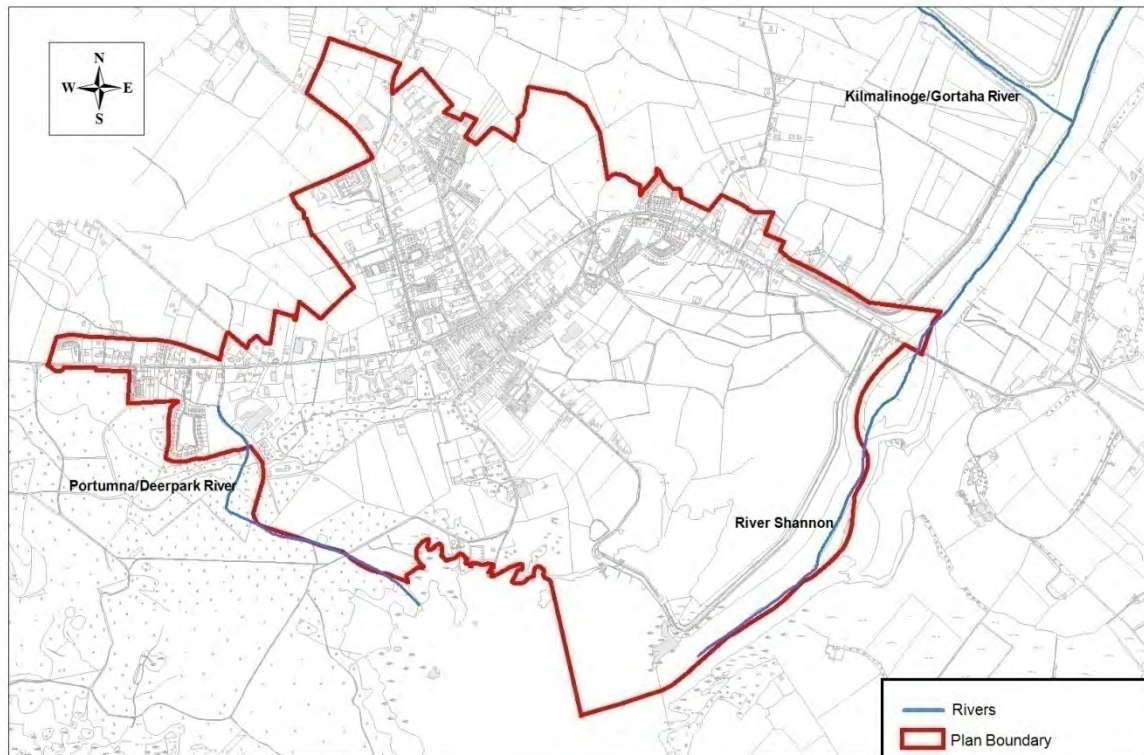 N
W E
S
Kilmalinoge/Gortaha River
Portumna/Deerpark River
River Shannon
Rivers
Plan Boundary